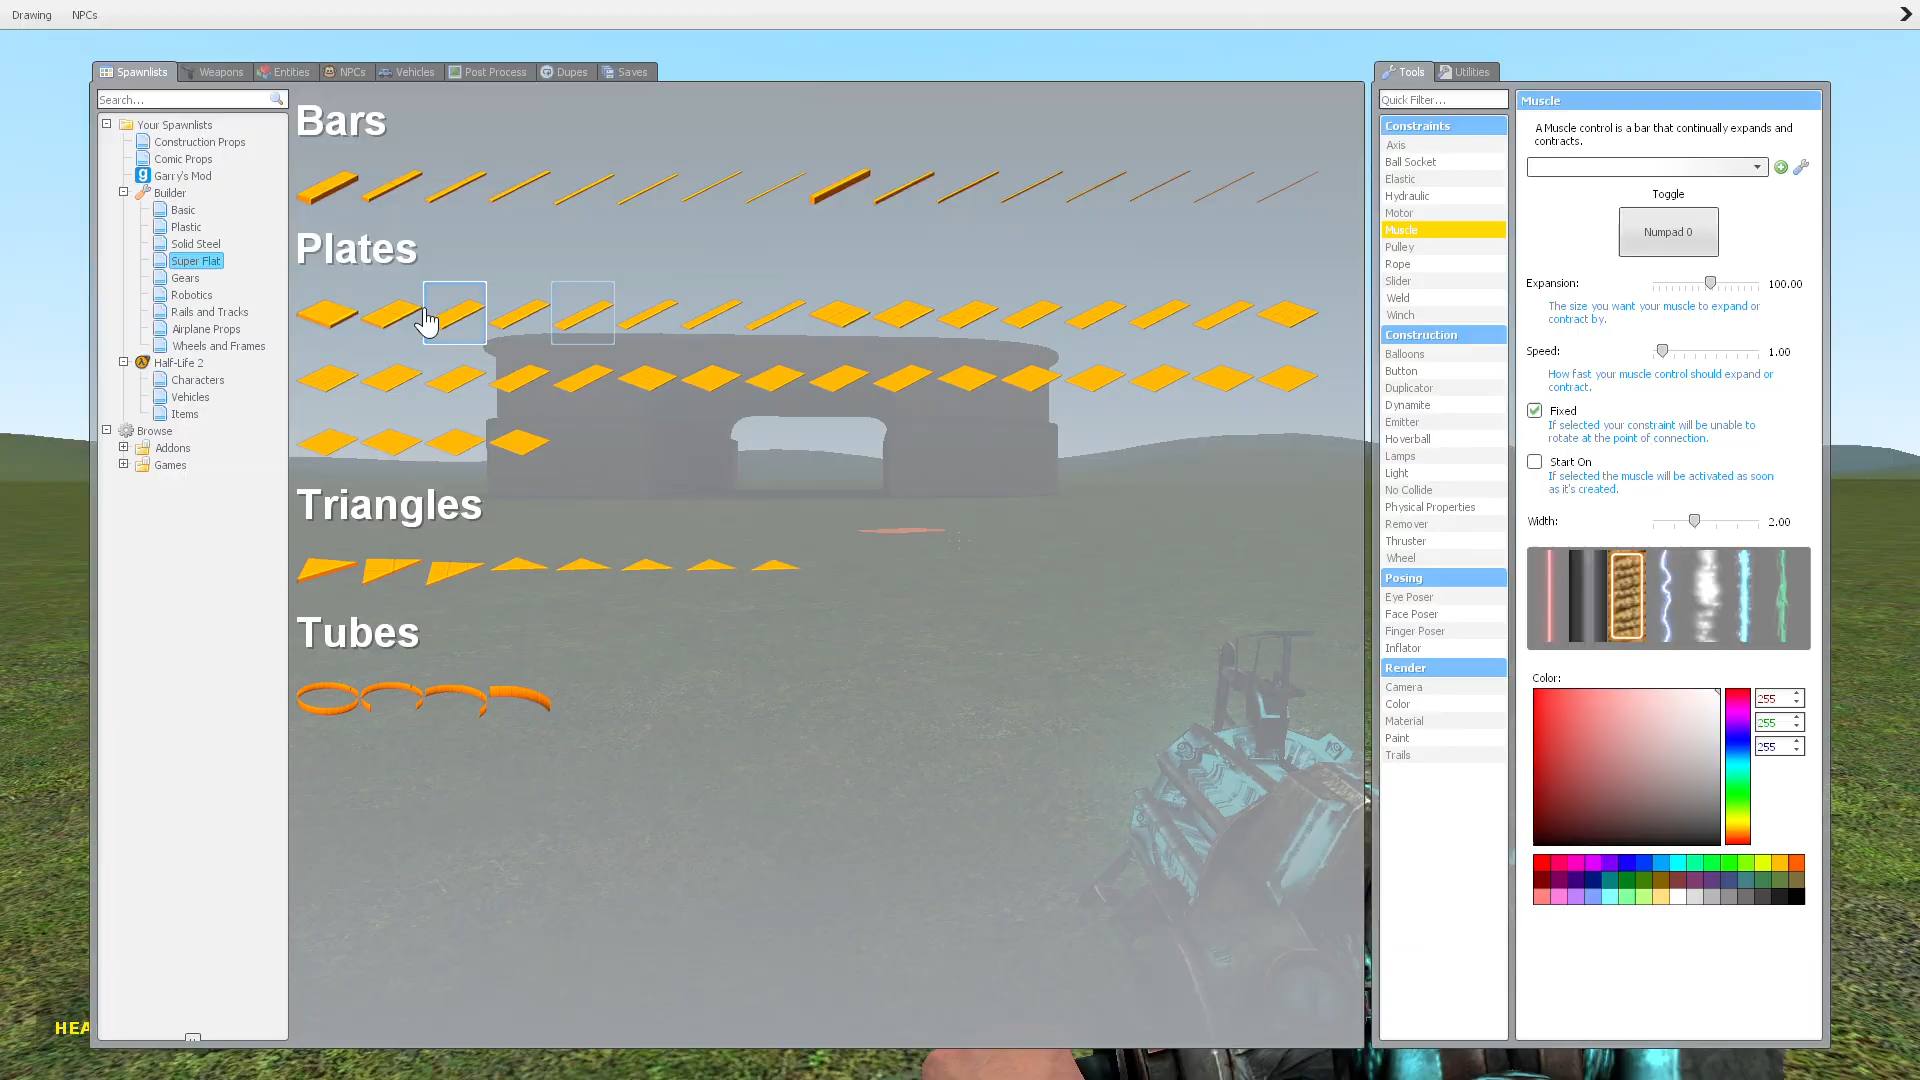 Drawing NPCs
Spawnlists Weapons Entities NPCs Vehicles Post Process Dupes Saves
Search...
Your Spawnlists
Construction Props
Comic Props
Garry's Mod
Builder
Basic
Plastic
Solid Steel
Super Flat
Gears
Robotics
Rails and Tracks
Airplane Props
Wheels and Frames
Half-Life 2
Characters
Vehicles
Items
Browse
Addons
Games
Bars
Plates
Triangles
Tubes
HEA
Tools Utilities
Quick Filter...
Constraints
Axis
Ball Socket
Elastic
Hydraulic
Motor
Muscle
Pulley
Rope
Slider
Weld
Winch
Construction
Balloons
Button
Duplicator
Dynamite
Emitter
Hoverball
Lamps
Light
No Collide
Physical Properties
Remover
Thruster
Wheel
Posing
Eye Poser
Face Poser
Finger Poser
Inflator
Render
Camera
Color
Material
Paint
Trails
Muscle
A Muscle control is a bar that continually expands and
contracts.
Toggle
Numpad 0
Expansion: 100.00
The size you want your muscle to expand or
contract by.
Speed: 1.00
How fast your muscle control should expand or
contract.
Fixed
If selected your constraint will be unable to
rotate at the point of connection.
Start On
If selected the muscle will be activated as soon
as it's created.
Width: 2.00
Color:
255
255
255